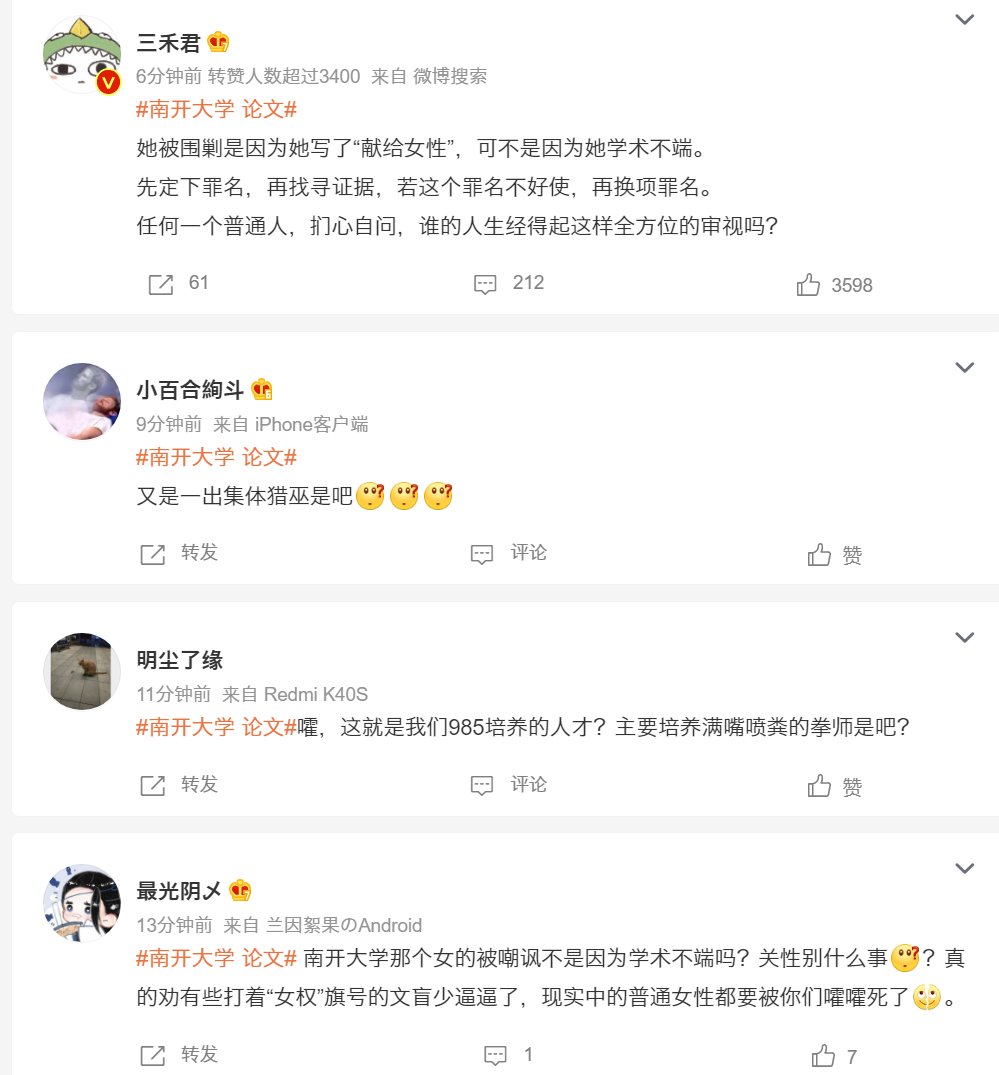 三禾君
6分钟前 转赞人数超过3400 来自 微博搜索
#南开大学 论文#
她被围剿是因为她写了“献给女性”，可不是因为她学术不端。
先定下罪名，再找寻证据，若这个罪名不好使，再换项罪名。
任何一个普通人，扪心自问，谁的人生经得起这样全方位的审视吗？
61 212 3598
小百合絢斗
9分钟前 来自 iPhone客户端
#南开大学 论文#
又是一出集体猎巫是吧
转发 评论 赞
明尘了缘
11分钟前 来自 Redmi K40S
#南开大学 论文#嚯，这就是我们985培养的人才？主要培养满嘴喷粪的拳师是吧？
转发 评论 赞
最光阴乄
13分钟前 来自 兰因絮果のAndroid
#南开大学 论文# 南开大学那个女的被嘲讽不是因为学术不端吗？关性别什么事？真
的劝有些打着“女权”旗号的文盲少逼逼了，现实中的普通女性都要被你们嚯嚯死了。
转发 1 7